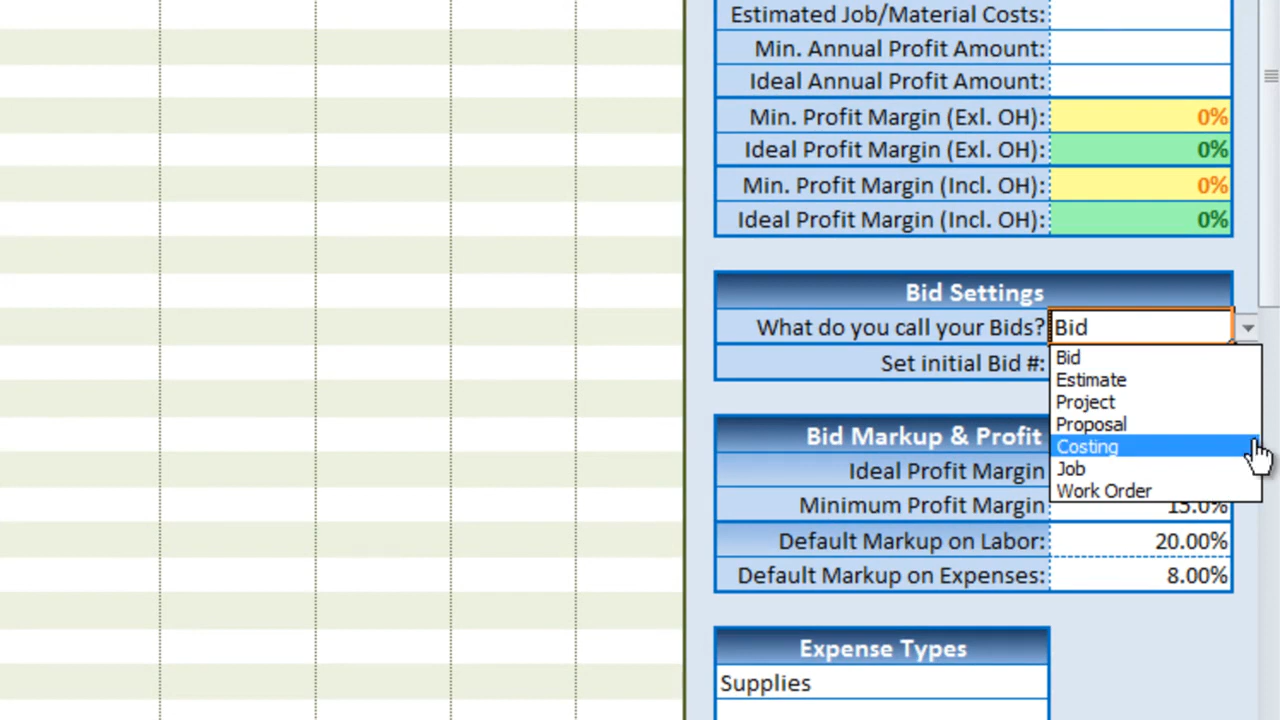 Estimated Job/Material Costs:
Min. Annual Profit Amount:
Ideal Annual Profit Amount:
Min. Profit Margin (Exl. OH): 0%
Ideal Profit Margin (Exl. OH): 0%
Min. Profit Margin (Incl. OH): 0%
Ideal Profit Margin (Incl. OH): 0%
Bid Settings
What do you call your Bids? Bid
Bid
Set initial Bid #:
Estimate
Project
Proposal
Costing
Job
Work Order
Bid Markup & Profit
Ideal Profit Margin
Minimum Profit Margin 15.0%
Default Markup on Labor: 20.00%
Default Markup on Expenses: 8.00%
Expense Types
Supplies